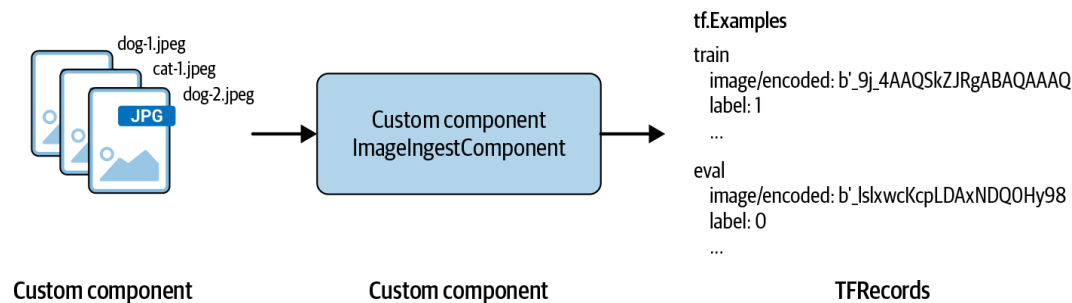 dog-1.jpeg
cat-1.jpeg
dog-2.jpeg
JPG
Custom component
ImageIngestComponent
tf.Examples
train
image/encoded: b'_9j_4AAQSkZJRgABAQAAAQ
label: 1
...
eval
image/encoded: b'_lslxwcKcpLDAxNDQ0Hy98
label: 0
...
Custom component
Custom component
TFRecords